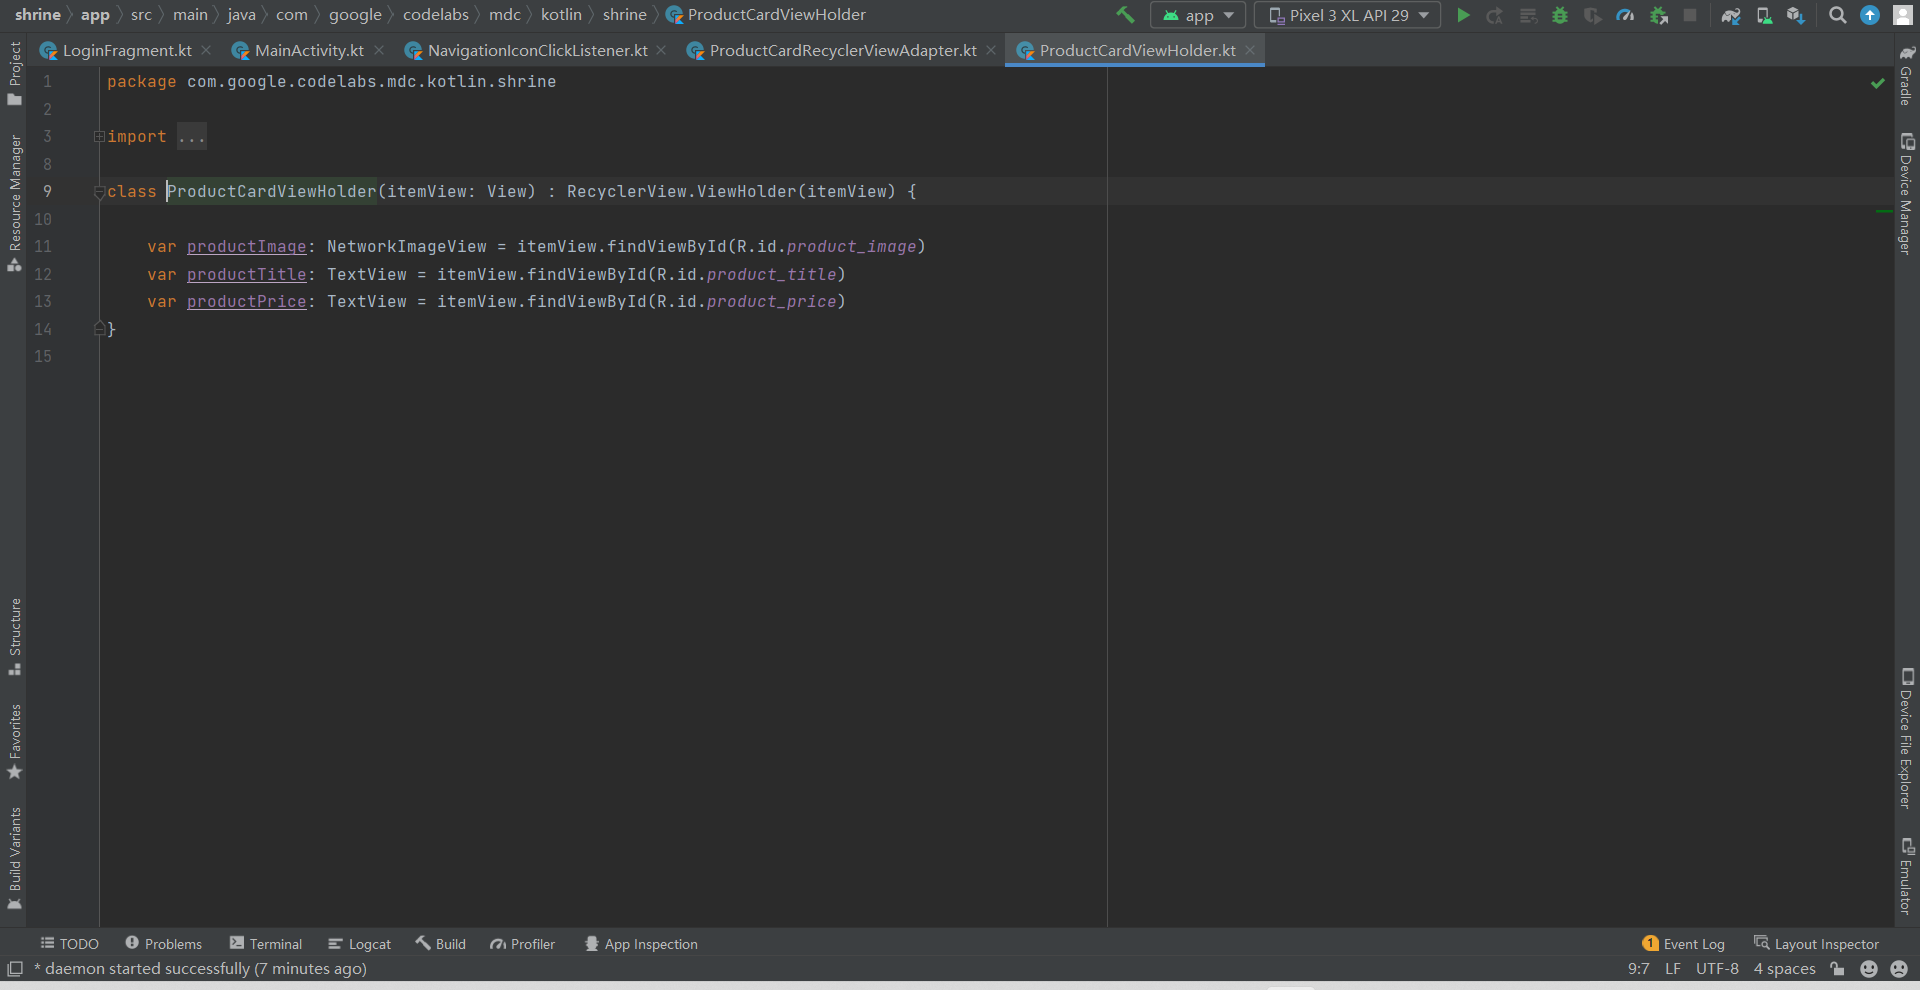 shrine app src main java com google codelabs mdc kotlin shrine ProductCardViewHolder
app Pixel 3 XL API 29
LoginFragment.kt MainActivity.kt NavigationIconClickListener.kt ProductCardRecyclerViewAdapter.kt ProductCardViewHolder.kt
1 package com.google.codelabs.mdc.kotlin.shrine
2
3 import ...
8
9 class ProductCardViewHolder(itemView: View) : RecyclerView.ViewHolder(itemView) {
10
11 var productImage: NetworkImageView = itemView.findViewById(R.id.product_image)
12 var productTitle: TextView = itemView.findViewById(R.id.product_title)
13 var productPrice: TextView = itemView.findViewById(R.id.product_price)
14 }
15
Project
Resource Manager
Structure
Favorites
Build Variants
Gradle
Device Manager
Device File Explorer
Emulator
TODO Problems Terminal Logcat Build Profiler App Inspection
1 Event Log Layout Inspector
* daemon started successfully (7 minutes ago)
9:7 LF UTF-8 4 spaces